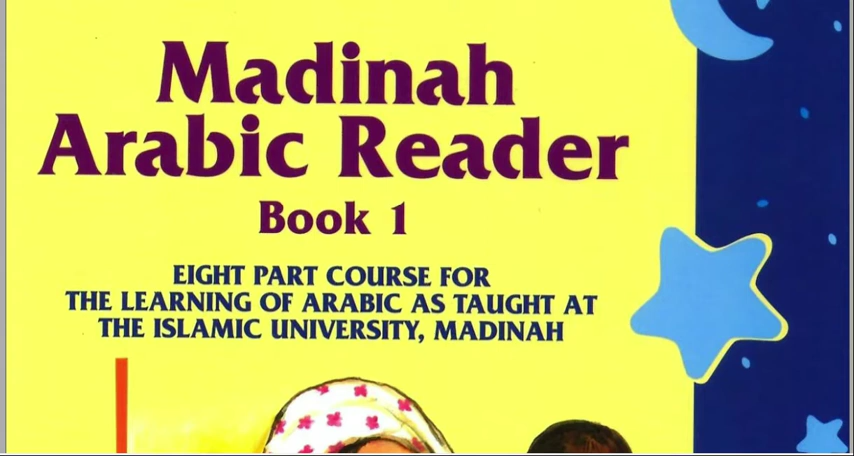 Madinah
Arabic Reader
Book 1
EIGHT PART COURSE FOR
THE LEARNING OF ARABIC AS TAUGHT AT
THE ISLAMIC UNIVERSITY, MADINAH